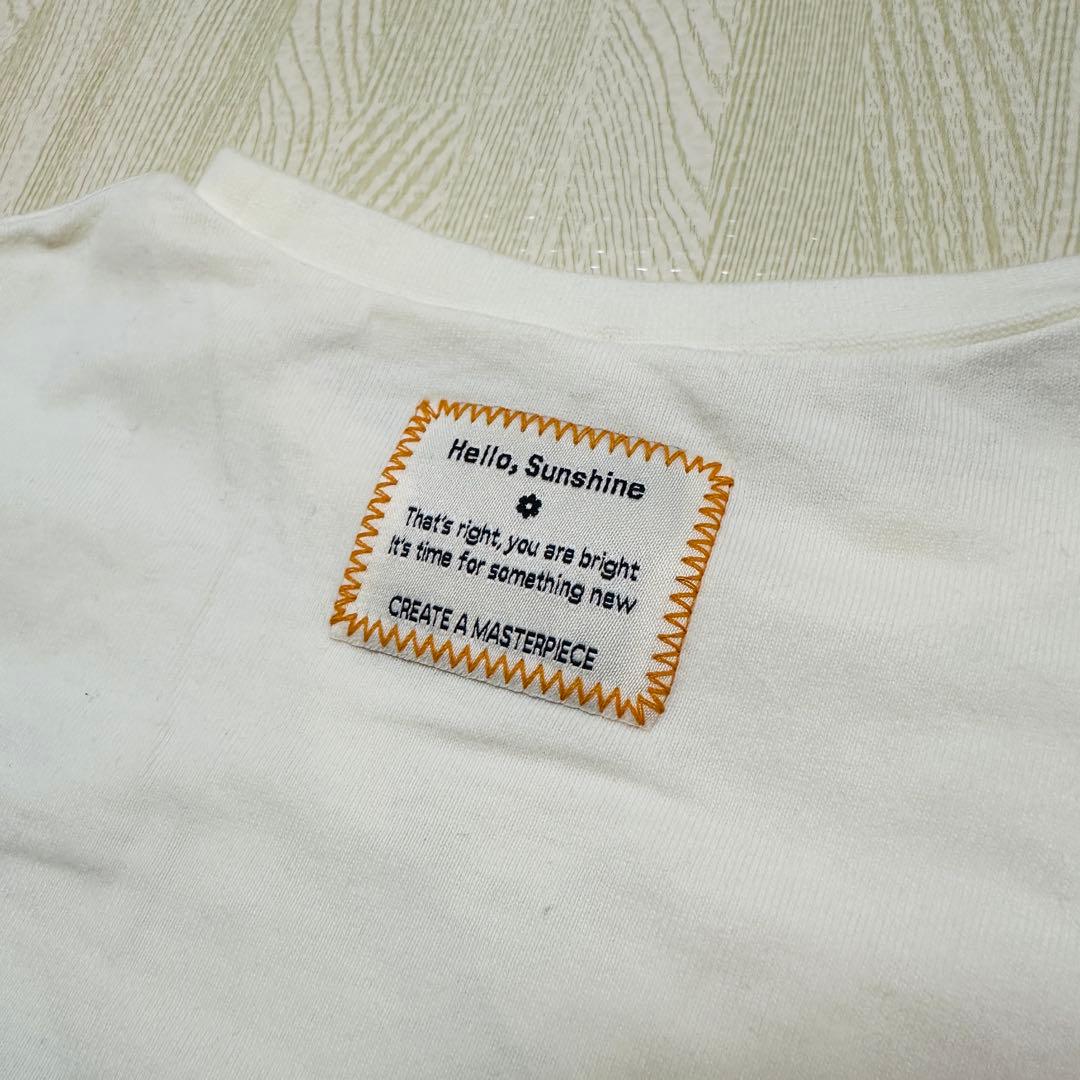 Hello, Sunshine
That's right, you are bright
It's time for something new
CREATE A MASTERPIECE